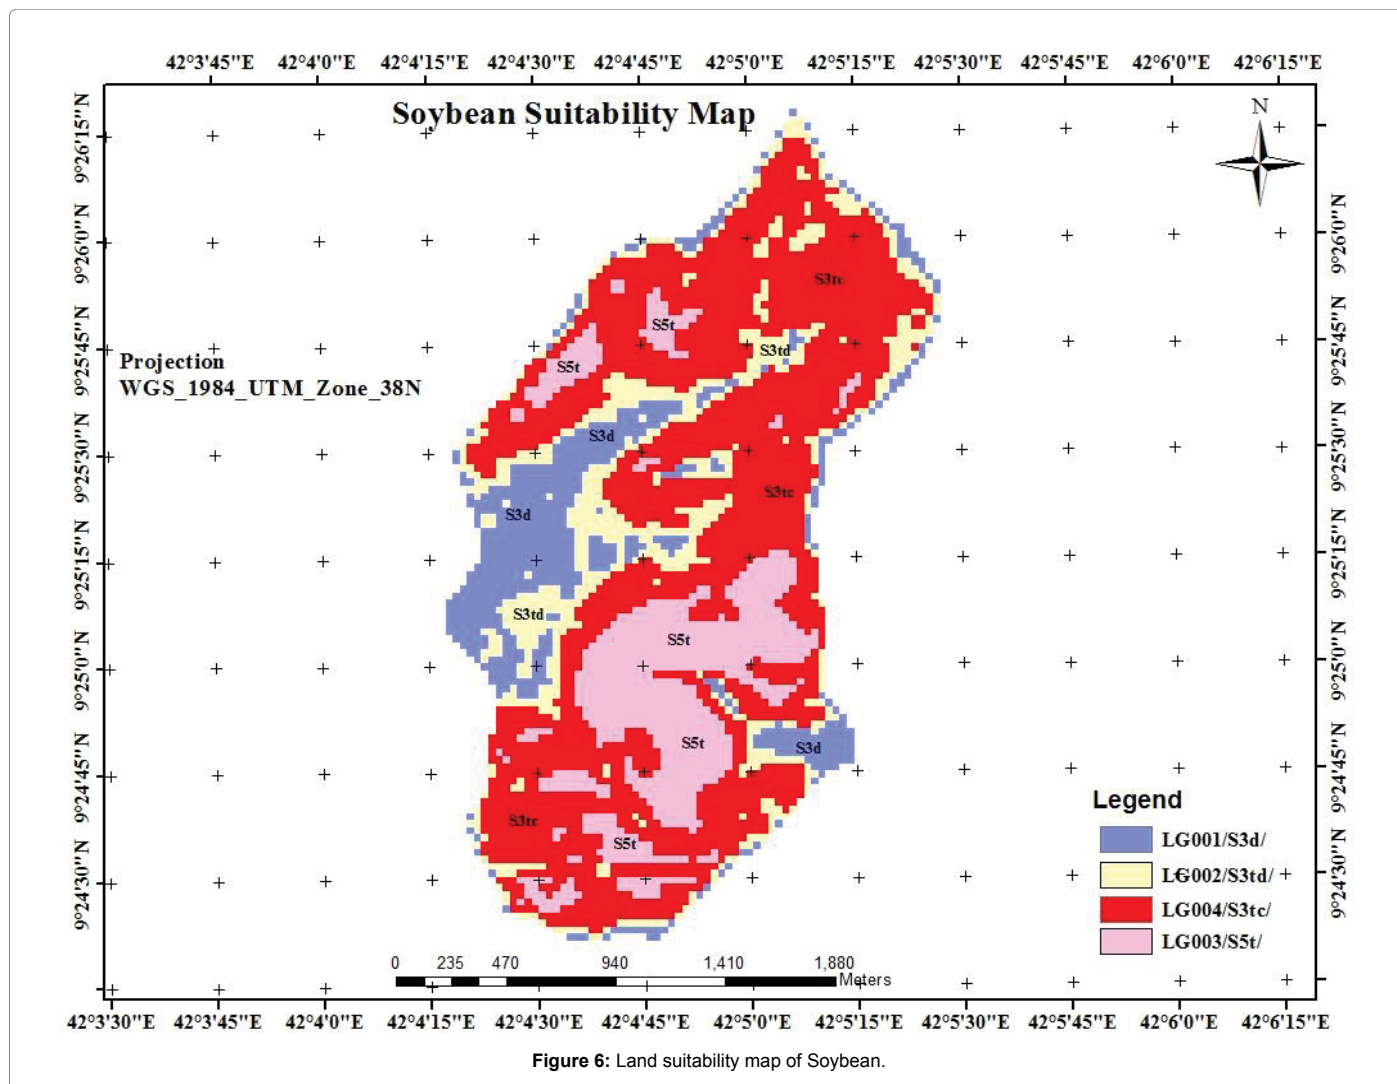 42°3'45"E 42°4'0"E 42°4'15"E 42°4'30"E 42°4'45"E 42°5'0"E 42°5'15"E 42°5'30"E 42°5'45"E 42°6'0"E 42°6'15"E
Soybean Suitability Map
N
9°26'15"N
9°26'0"N 9°26'0"N
S3tc
S5t
9°25'45"N 9°25'45"N
S3td
Projection
S5t
WGS_1984_UTM_Zone_38N
S3d
9°25'30"N 9°25'30"N
S3tc
S3d
9°25'15"N 9°25'15"N
S3td
S5t
9°25'0"N 9°25'0"N
S5t
S3d
9°24'45"N 9°24'45"N
Legend
S3tc
LG001/S3d/
S5t
LG002/S3td/
9°24'30"N 9°24'30"N
LG004/S3tc/
LG003/S5t/
0 235 470 940 1,410 1,880
Meters
42°3'30"E 42°3'45"E 42°4'0"E 42°4'15"E 42°4'30"E 42°4'45"E 42°5'0"E 42°5'15"E 42°5'30"E 42°5'45"E 42°6'0"E 42°6'15"E
Figure 6: Land suitability map of Soybean.